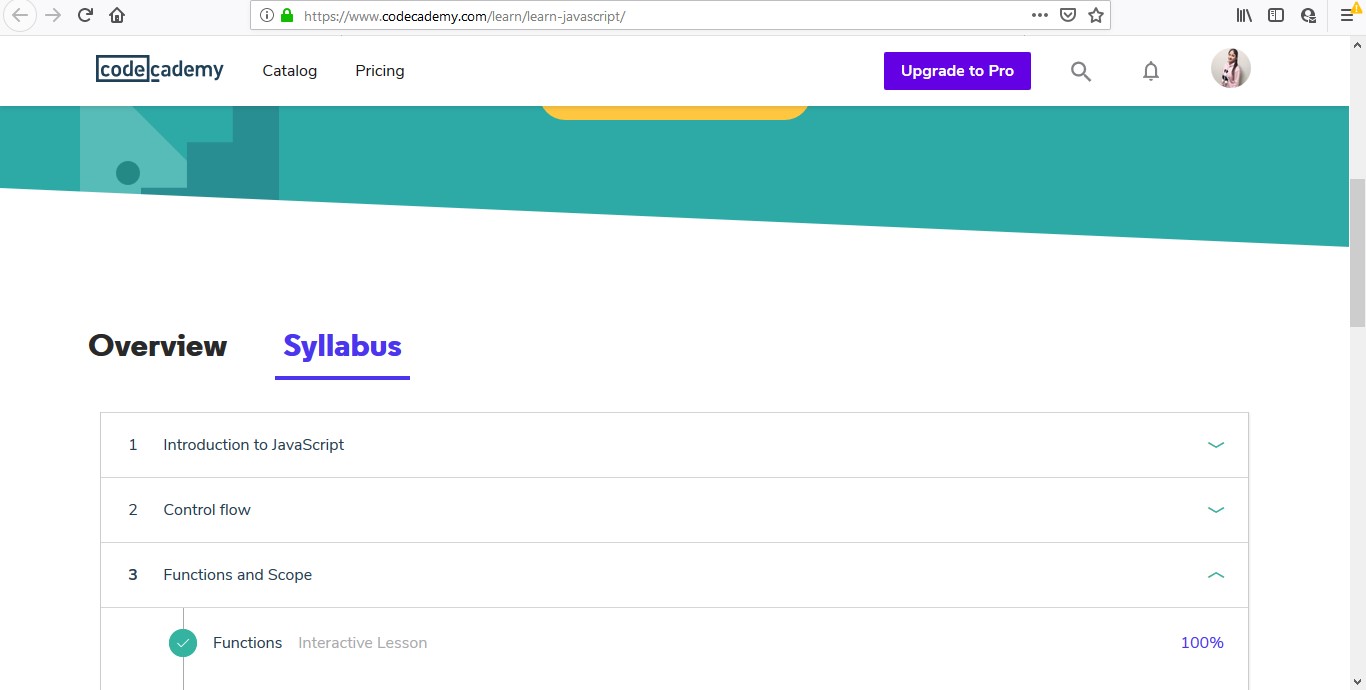 https://www.codecademy.com/learn/learn-javascript/
codecademy Catalog Pricing Upgrade to Pro
Overview Syllabus
1 Introduction to JavaScript
2 Control flow
3 Functions and Scope
Functions Interactive Lesson 100%